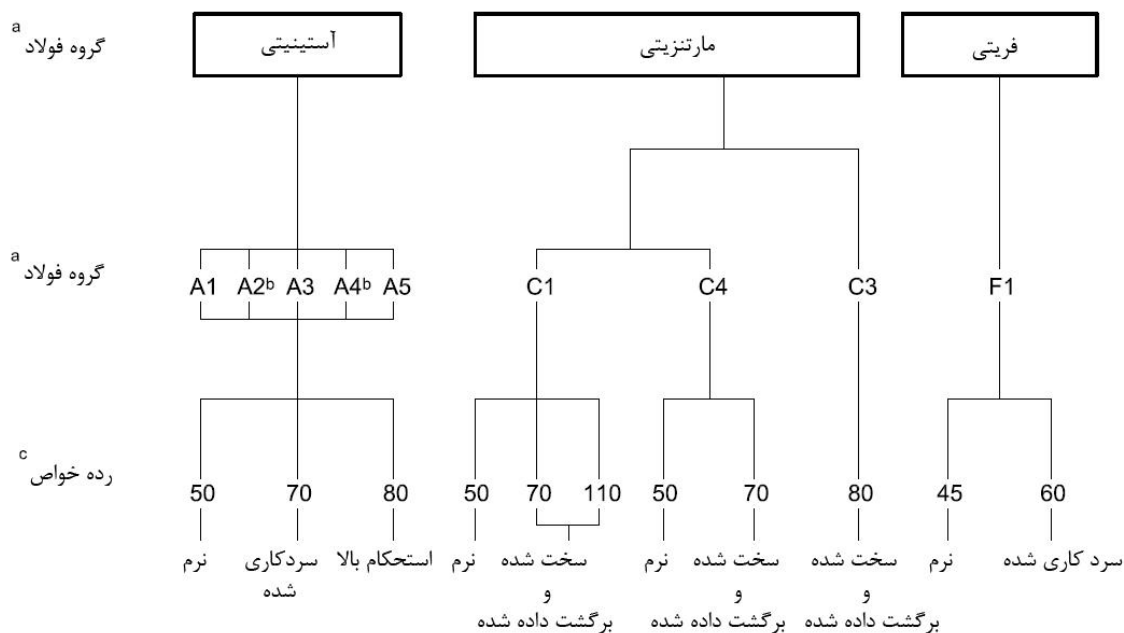 گروه فولاد a
آستینیتی
مارتنزیتی
فریتی
گروه فولاد a
A1 A2b A3 A4b A5 C1 C4 C3 F1
رده خواص c
50 70 80 50 70 110 50 70 80 45 60
نرم
سردکاری
شده
استحکام بالا
نرم
سخت شده
و
برگشت داده شده
نرم
سخت شده
و
برگشت داده شده
سخت شده
و
برگشت داده شده
نرم
سرد کاری شده